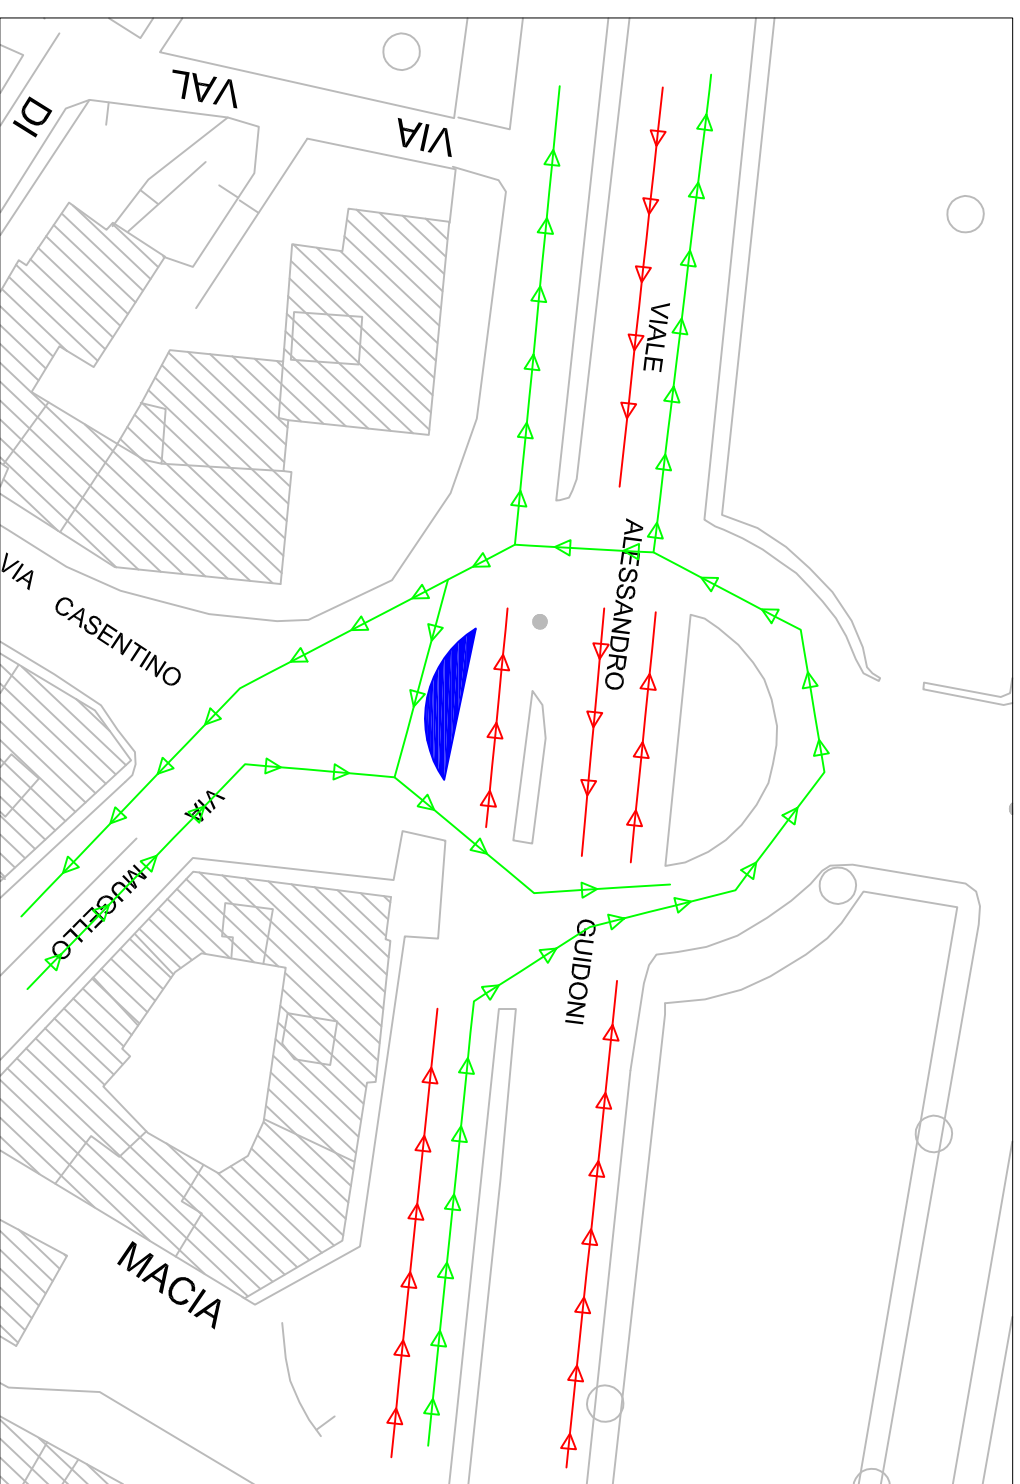 DI
VAL
VIA
VIALE
ALESSANDRO
GUIDONI
VIA
CASENTINO
VIA
MUGELLO
MACIA